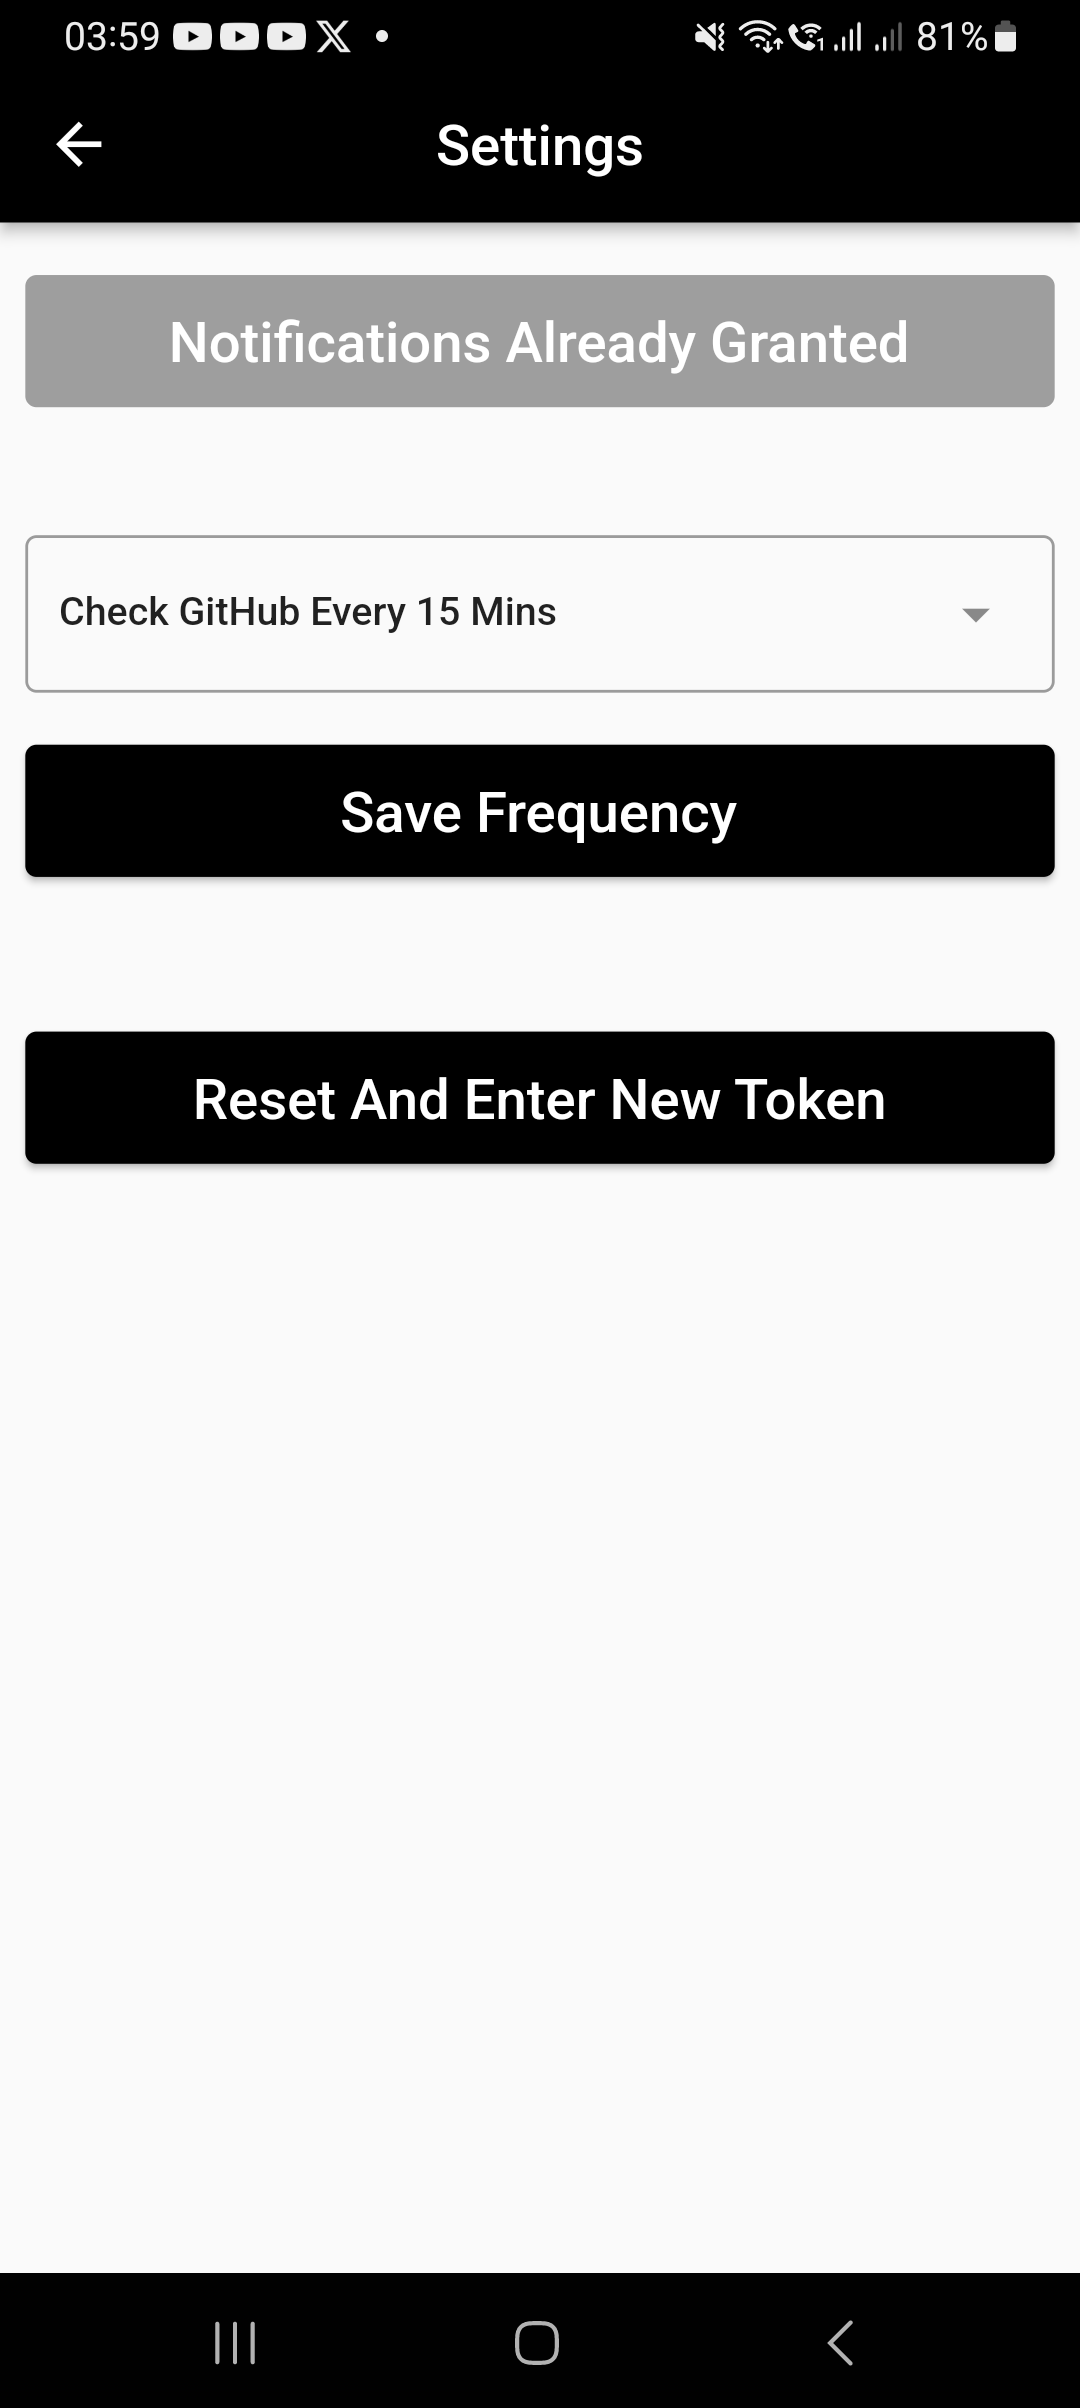 03:59 81%
Settings
Notifications Already Granted
Check GitHub Every 15 Mins
Save Frequency
Reset And Enter New Token